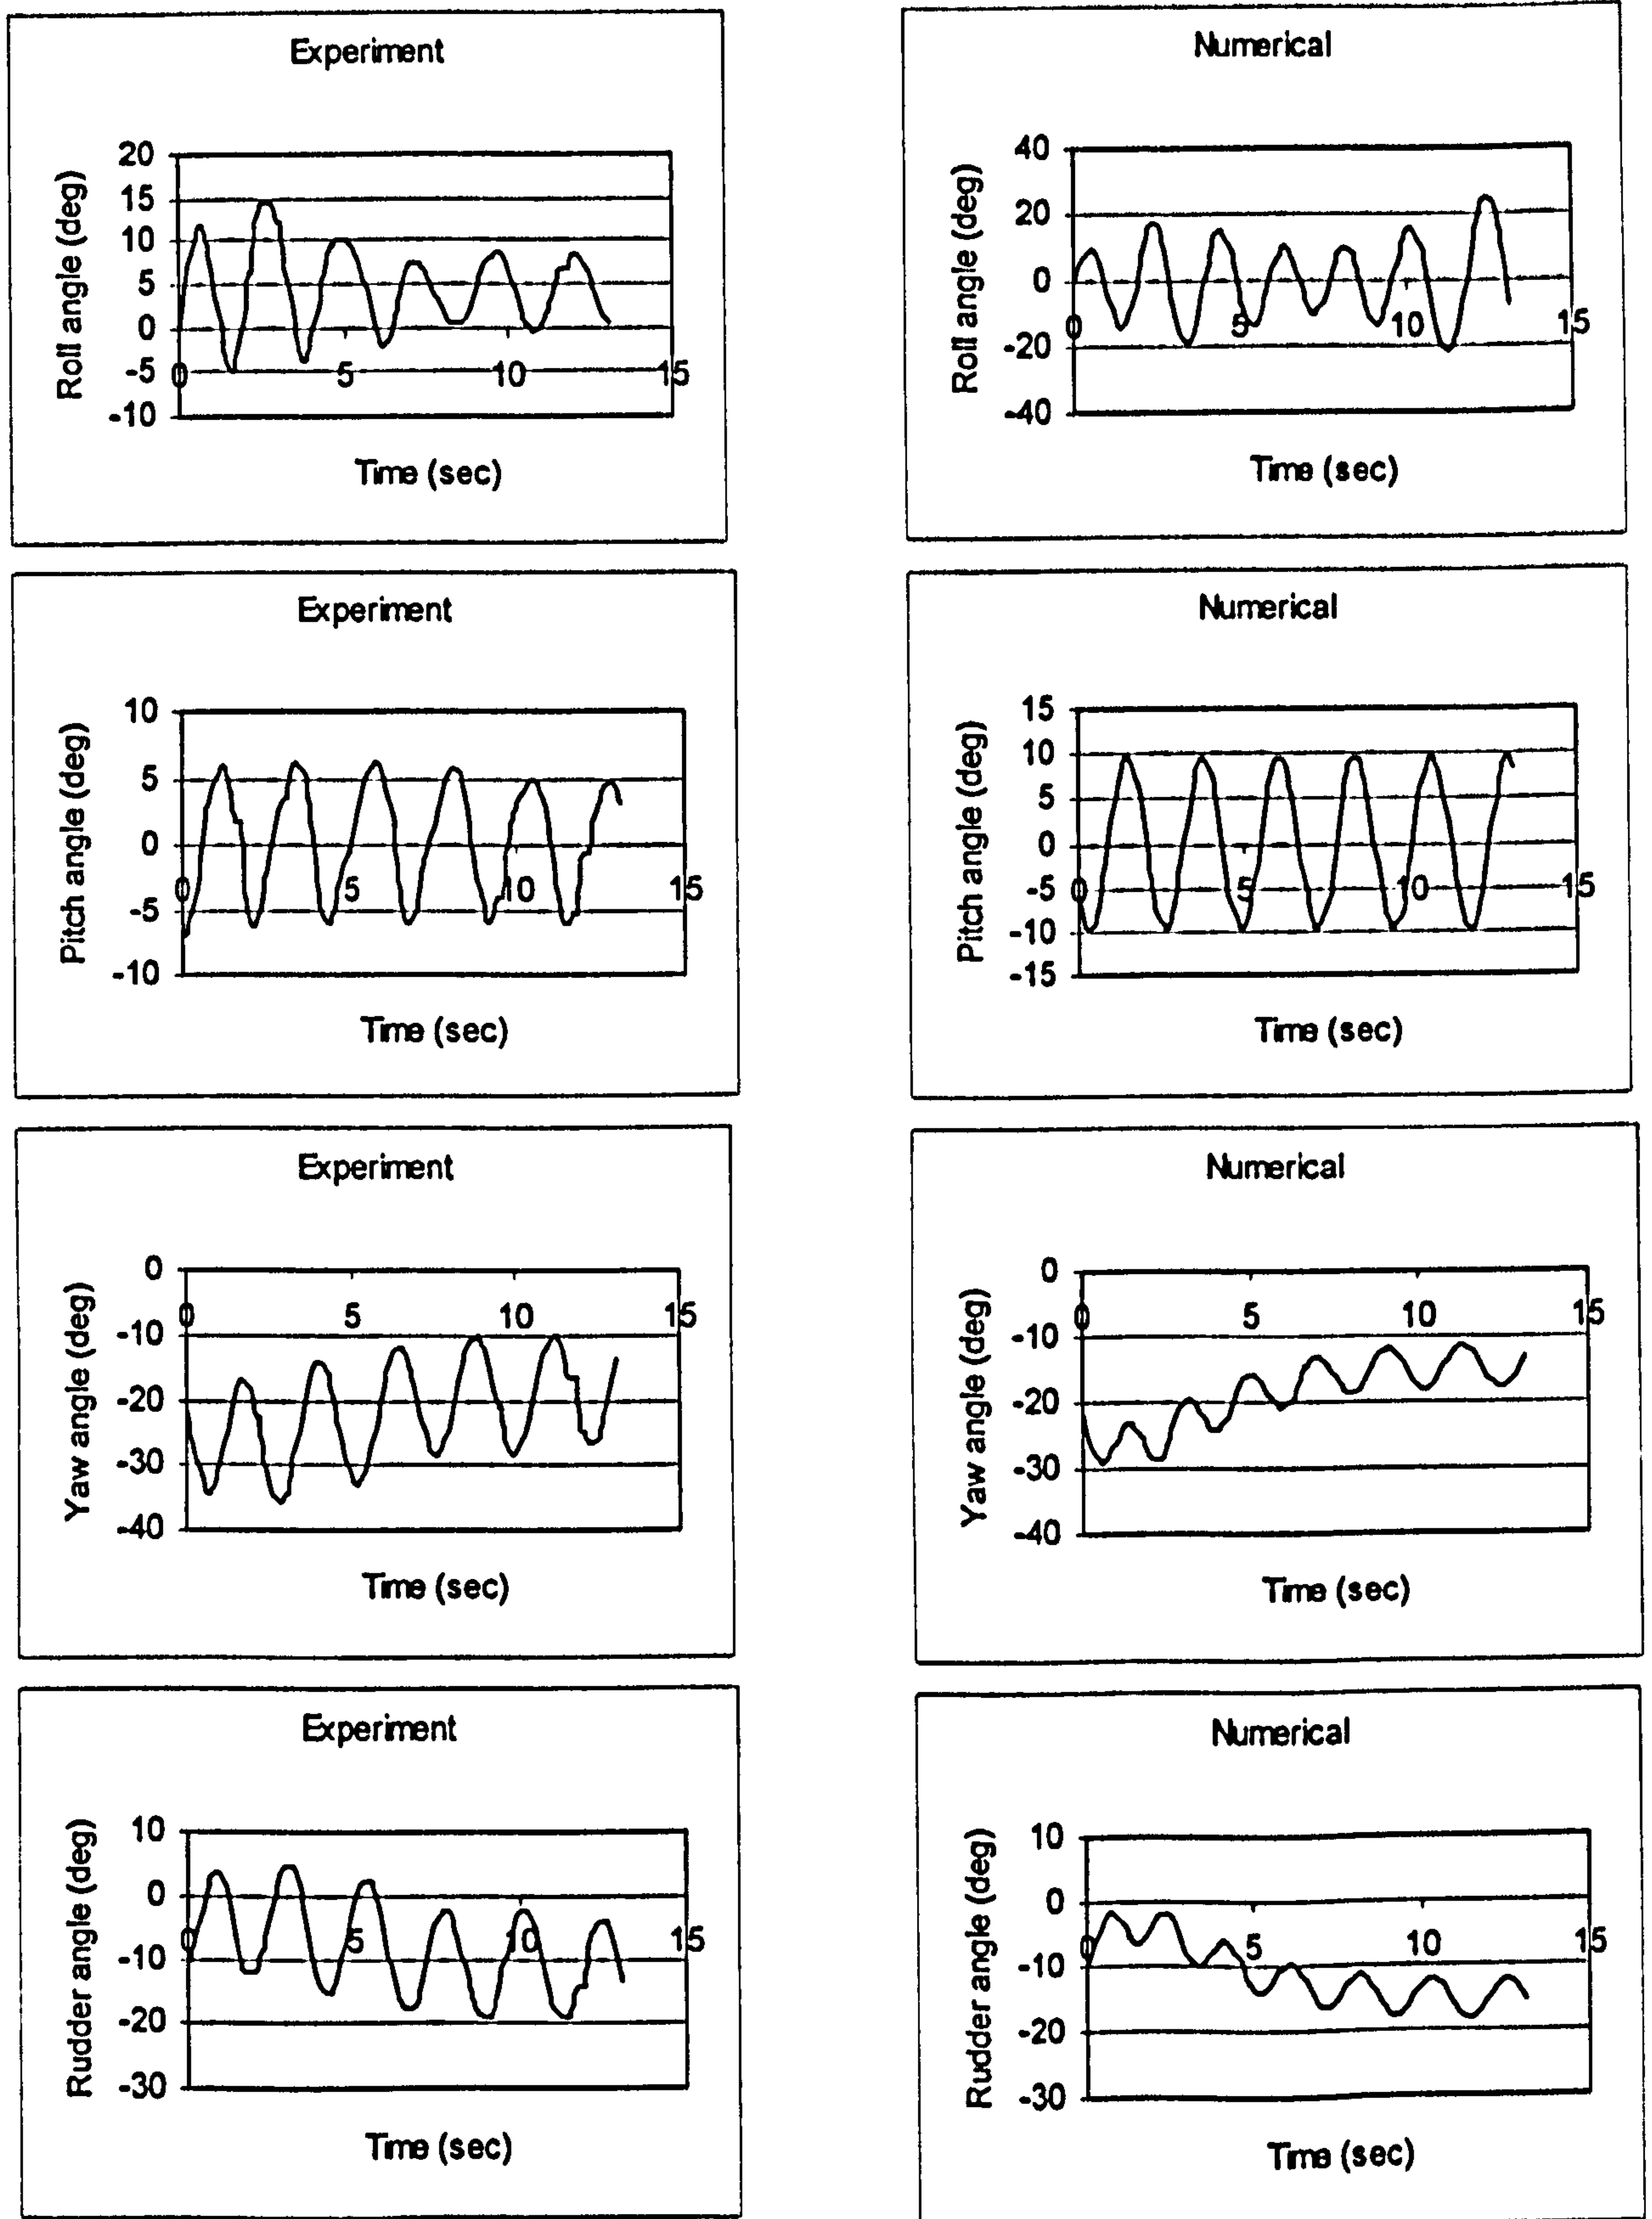 Experiment
Roll angle (deg)
20
15
10
5
0
-5
-10
0 5 10 15
Time (sec)
Numerical
Roll angle (deg)
40
20
0
-20
-40
0 5 10 15
Time (sec)
Experiment
Pitch angle (deg)
10
5
0
-5
-10
0 5 10 15
Time (sec)
Numerical
Pitch angle (deg)
15
10
5
0
-5
-10
-15
0 5 10 15
Time (sec)
Experiment
Yaw angle (deg)
0
-10
-20
-30
-40
0 5 10 15
Time (sec)
Numerical
Yaw angle (deg)
0
-10
-20
-30
-40
0 5 10 15
Time (sec)
Experiment
Rudder angle (deg)
10
0
-10
-20
-30
0 5 10 15
Time (sec)
Numerical
Rudder angle (deg)
10
0
-10
-20
-30
0 5 10 15
Time (sec)